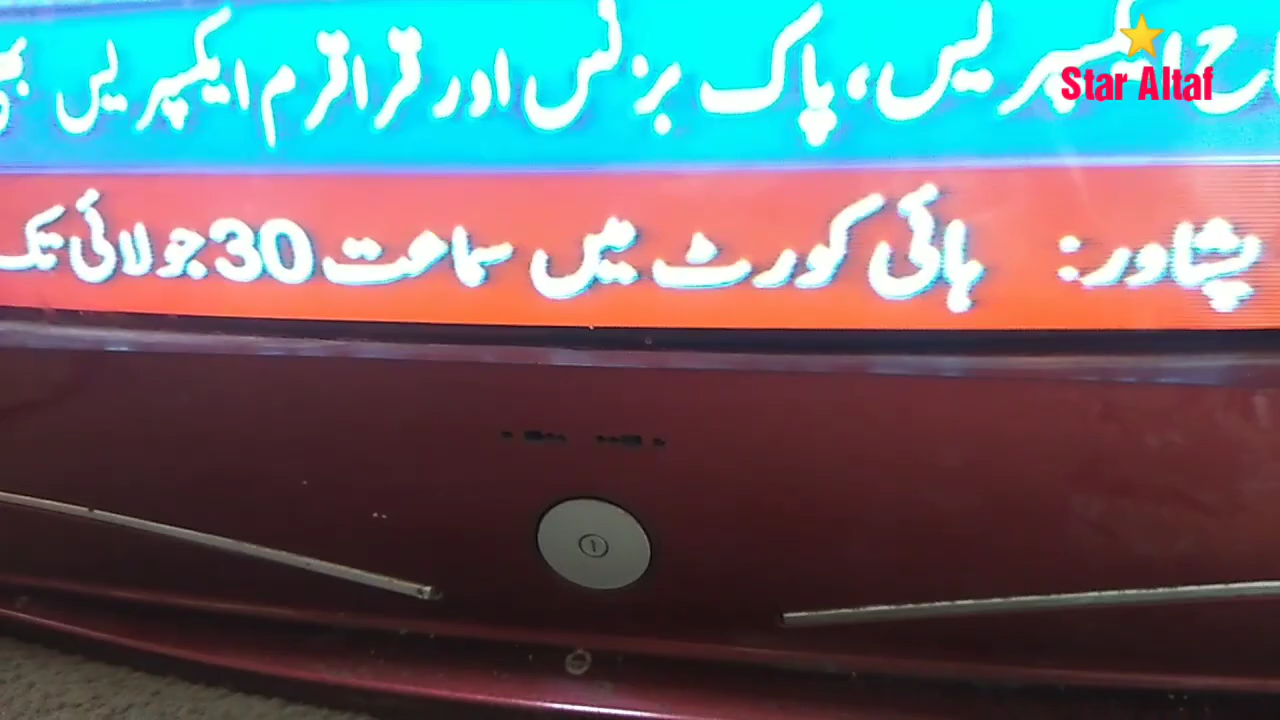 ایکسپریس، پاک بزنس اور قراقرم ایکسپریس
Star Altaf
پشاور: ہائی کورٹ میں سماعت 30 جولائی تک